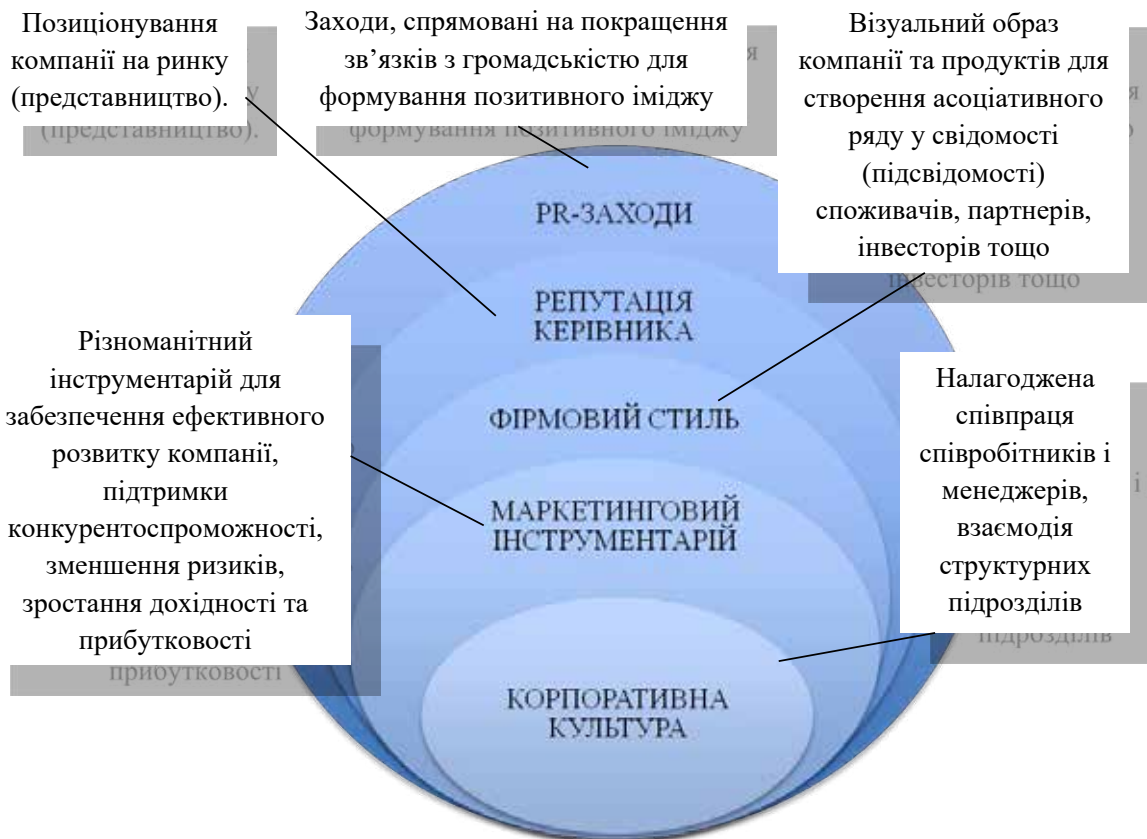 Позиціонування
компанії на ринку
(представництво).
Заходи, спрямовані на покращення
зв’язків з громадськістю для
формування позитивного іміджу
Візуальний образ
компанії та продуктів для
створення асоціативного
ряду у свідомості
(підсвідомості)
споживачів, партнерів,
інвесторів тощо
PR-ЗАХОДИ
РЕПУТАЦІЯ
КЕРІВНИКА
Різноманітний
інструментарій для
забезпечення ефективного
розвитку компанії,
підтримки
конкурентоспроможності,
зменшення ризиків,
зростання дохідності та
прибутковості
ФІРМОВИЙ СТИЛЬ
Налагоджена
співпраця
співробітників і
менеджерів,
взаємодія
структурних
підрозділів
МАРКЕТИНГОВИЙ
ІНСТРУМЕНТАРІЙ
КОРПОРАТИВНА
КУЛЬТУРА